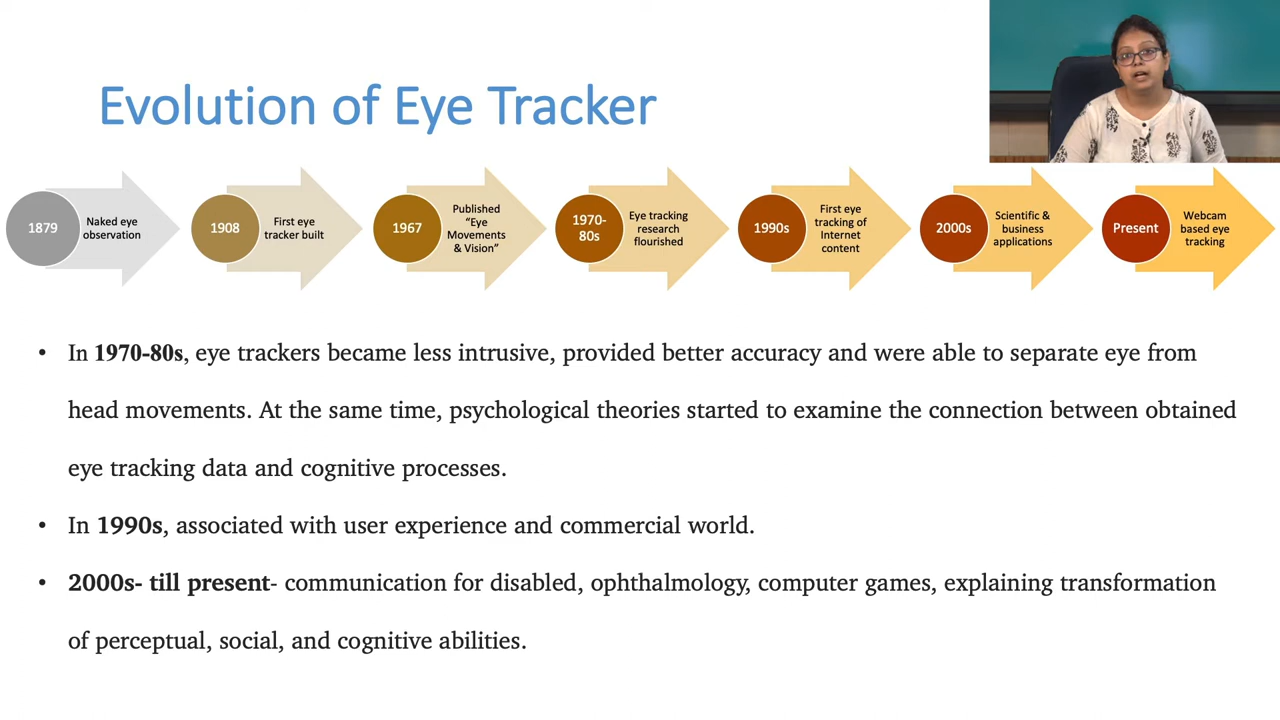 Evolution of Eye Tracker
1879
Naked eye
observation
1908
First eye
tracker built
1967
Published
“Eye
Movements
& Vision”
1970-
80s
Eye tracking
research
flourished
1990s
First eye
tracking of
Internet
content
2000s
Scientific &
business
applications
Present
Webcam
based eye
tracking
• In 1970-80s, eye trackers became less intrusive, provided better accuracy and were able to separate eye from
head movements. At the same time, psychological theories started to examine the connection between obtained
eye tracking data and cognitive processes.
• In 1990s, associated with user experience and commercial world.
• 2000s- till present- communication for disabled, ophthalmology, computer games, explaining transformation
of perceptual, social, and cognitive abilities.